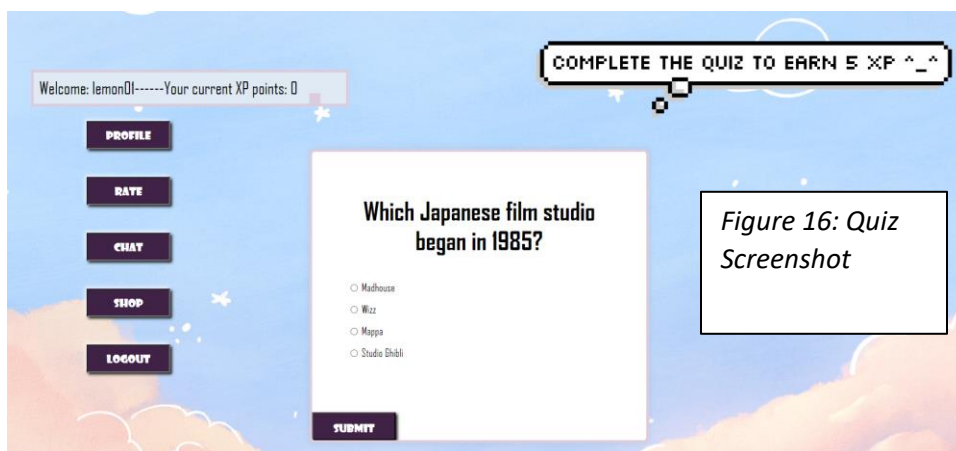 COMPLETE THE QUIZ TO EARN 5 XP ^_^
Welcome: lemon01------Your current XP points: 0
PROFILE
RATE
CHAT
SHOP
LOGOUT
Which Japanese film studio
began in 1985?
Madhouse
Wizz
Mappa
Studio Ghibli
SUBMIT
Figure 16: Quiz
Screenshot